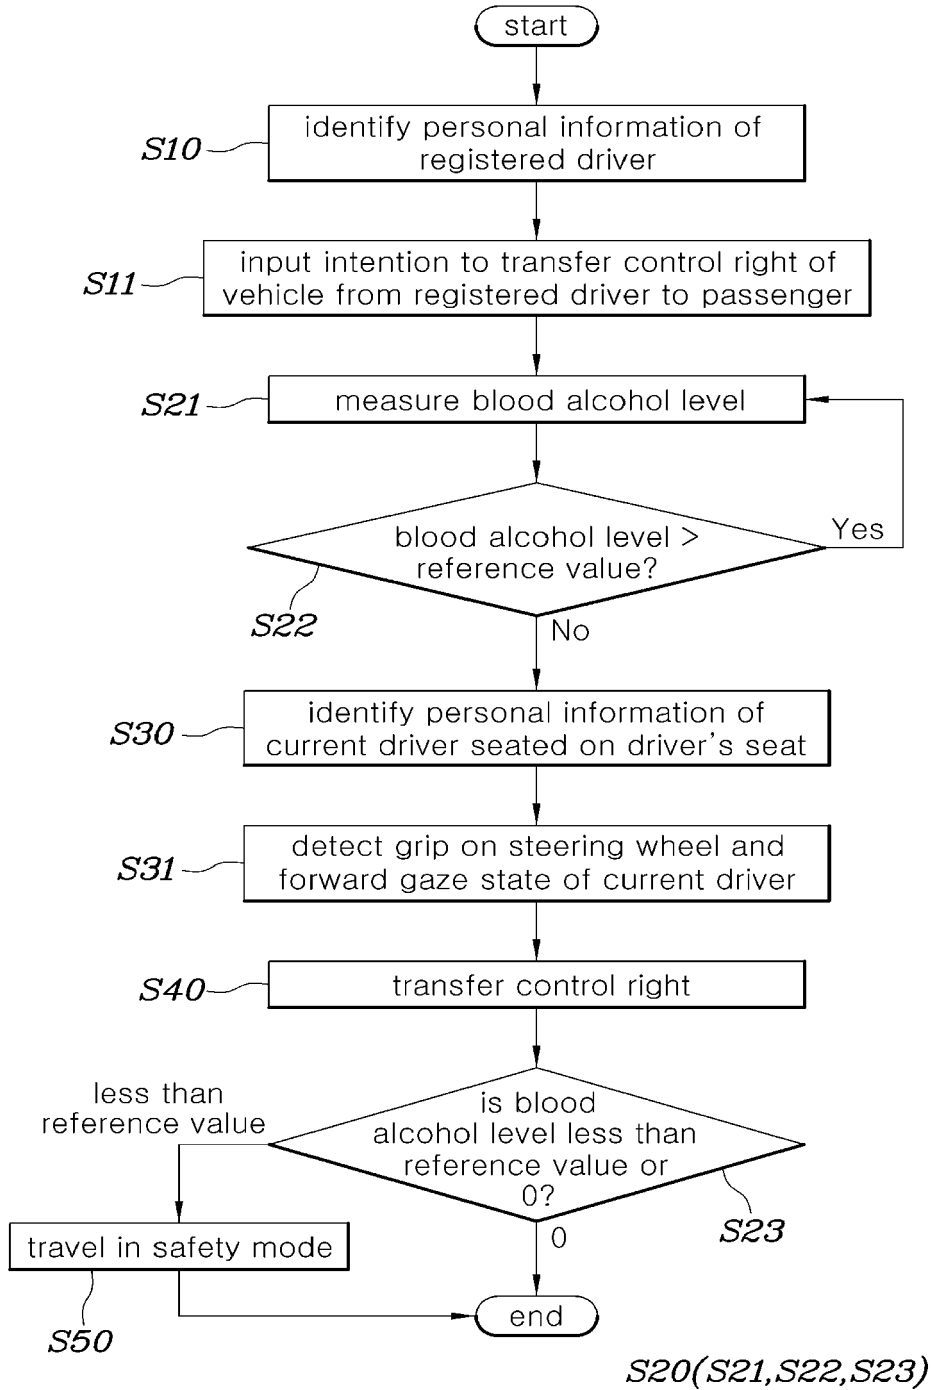 start
identify personal information of
registered driver
S10
input intention to transfer control right of
vehicle from registered driver to passenger
S11
measure blood alcohol level
S21
blood alcohol level >
reference value?
Yes
S22
No
identify personal information of
current driver seated on driver's seat
S30
detect grip on steering wheel and
forward gaze state of current driver
S31
transfer control right
S40
is blood
alcohol level less than
reference value or
0?
less than
reference value
S23
0
travel in safety mode
S50
end
S20(S21,S22,S23)